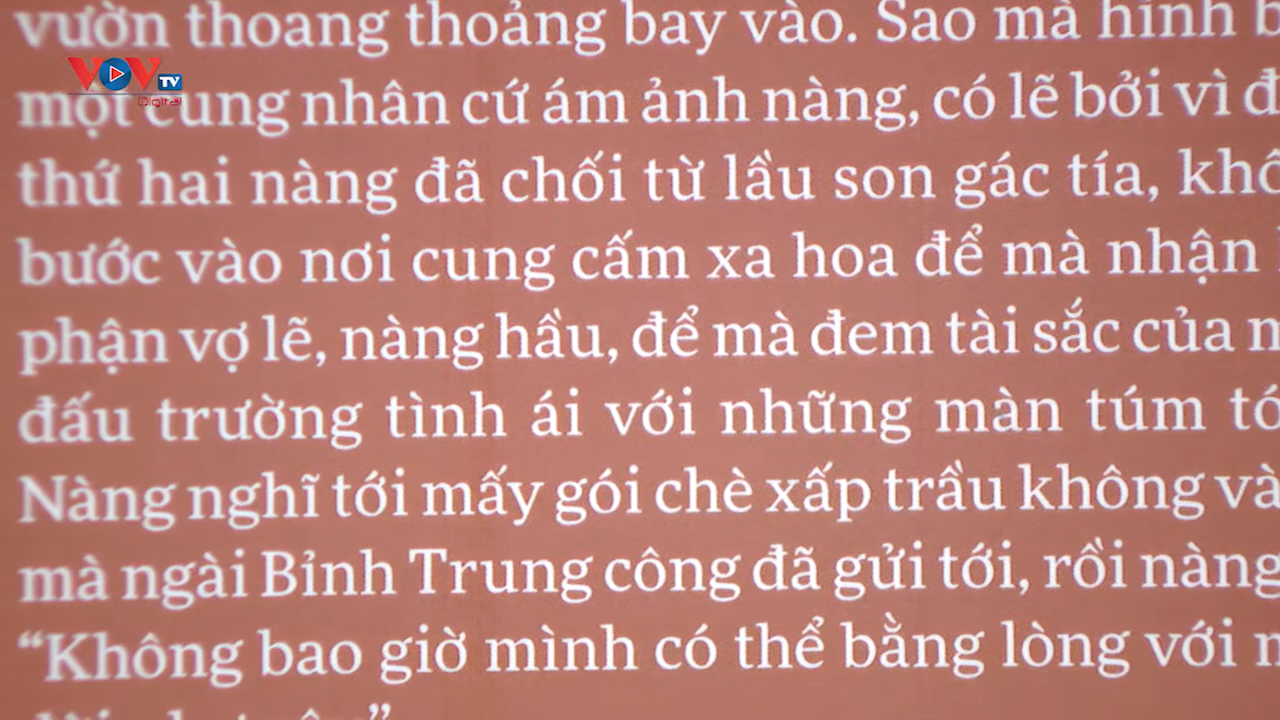 vườn thoang thoảng bay vào. Sao mà hình
VOV TV
Digital
một cung nhân cứ ám ảnh nàng, có lẽ bởi vì
thứ hai nàng đã chối từ lầu son gác tía,
bước vào nơi cung cấm xa hoa để mà nhận
phận vợ lẽ, nàng hầu, để mà đem tài sắc của
đấu trường tình ái với những màn túm
Nàng nghĩ tới mấy gói chè xấp trầu không
mà ngài Bỉnh Trung công đã gửi tới, rồi nàng
“Không bao giờ mình có thể bằng lòng với